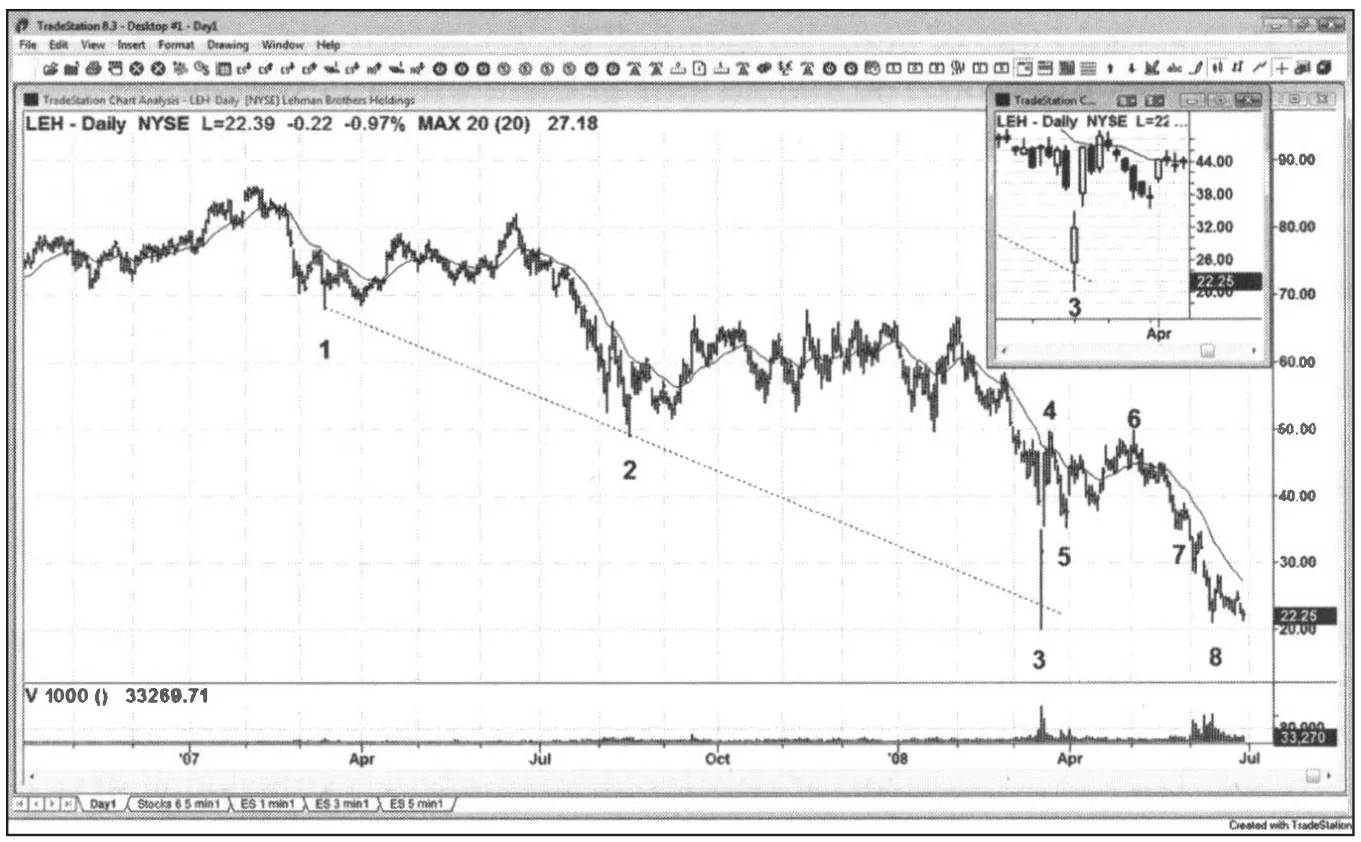 TradeStation 8.3 - Desktop #1 - Day1
File Edit View Insert Format Drawing Window Help
TradeStation Chart Analysis - LEH Daily [NYSE] Lehman Brothers Holdings
LEH - Daily NYSE L=22.39 -0.22 -0.97% MAX 20 (20) 27.18
TradeStation C...
LEH - Daily NYSE L=22 ...
44.00
38.00
32.00
26.00
22.25
20.00
3
Apr
90.00
80.00
70.00
60.00
50.00
40.00
30.00
22.25
20.00
1
2
3
4
5
6
7
8
V 1000 () 33269.71
33,270
'07 Apr Jul Oct '08 Apr Jul
Day1 Stocks 6 5 min1 ES 1 min1 ES 3 min1 ES 5 min1
Created with TradeStation